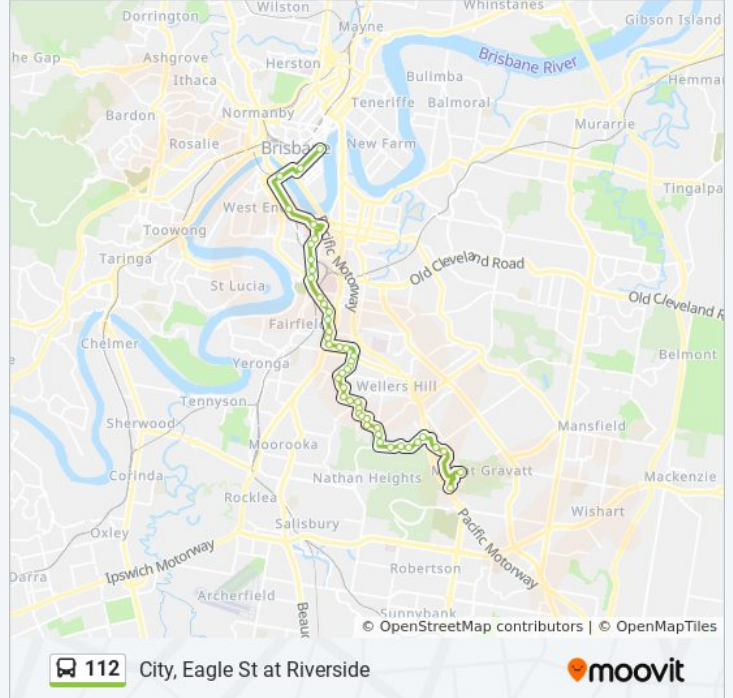 Wilston
Whinstanes
Dorrington
Mayne
Gibson Island
he Gap
Ashgrove
Herston
Brisbane River
Ithaca
Bulimba
Hemma
Bardon
Normanby
Teneriffe
Balmoral
Murarrie
Rosalie
Brisbane
New Farm
Tingalpa
West End
Toowong
Pacific Motorway
Old Cleveland Road
Taringa
St Lucia
Old Cleveland R
Chelmer
Fairfield
Belmont
Yeronga
Wellers Hill
Tennyson
Sherwood
Mansfield
Moorooka
Corinda
Nathan Heights
Mount Gravatt
Mackenzie
Rocklea
Wishart
Salisbury
Pacific Motorway
Oxley
Ipswich Motorway
Robertson
Darra
Archerfield
Beauc
Sunnybank
© OpenStreetMap contributors | © OpenMapTiles
112 City, Eagle St at Riverside
moovit